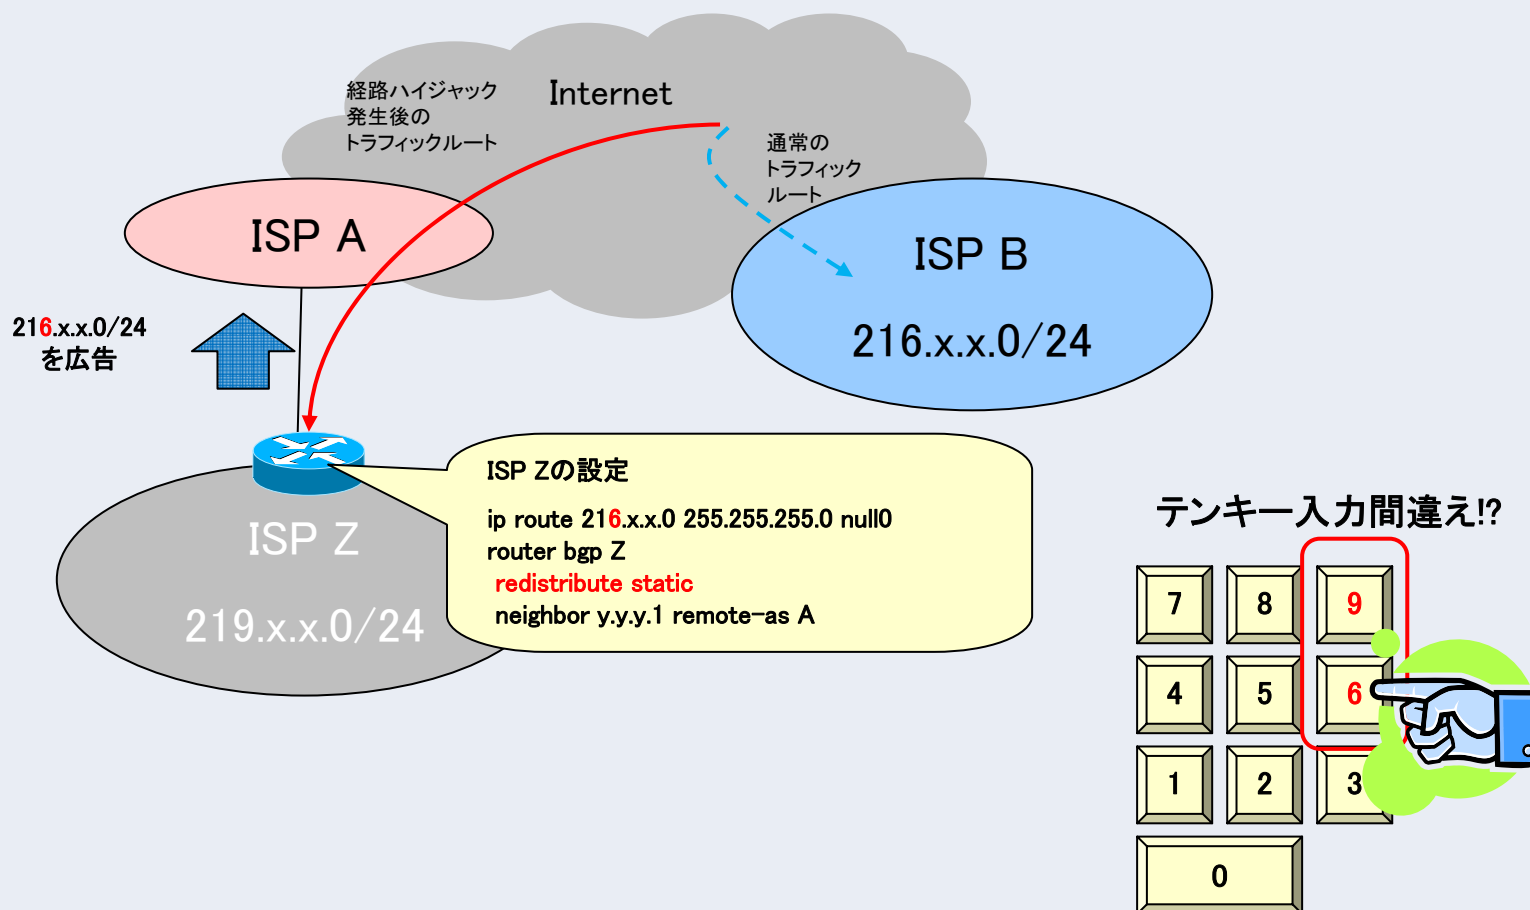 経路ハイジャック
発生後の
トラフィックルート
Internet
通常の
トラフィック
ルート
ISP A
ISP B
216.x.x.0/24
216.x.x.0/24
を広告
ISP Z
219.x.x.0/24
ISP Zの設定
ip route 216.x.x.0 255.255.255.0 null0
router bgp Z
redistribute static
neighbor y.y.y.1 remote-as A
テンキー入力間違え!?
7 8 9
4 5 6
1 2 3
0